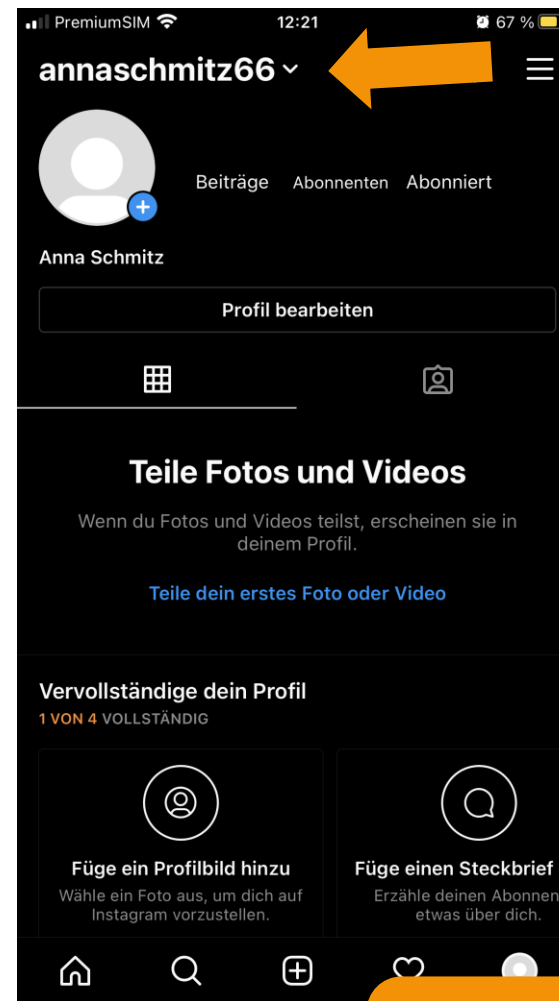 PremiumSIM 12:21 67 %
annaschmitz66
Beiträge Abonnenten Abonniert
Anna Schmitz
Profil bearbeiten
Teile Fotos und Videos
Wenn du Fotos und Videos teilst, erscheinen sie in
deinem Profil.
Teile dein erstes Foto oder Video
Vervollständige dein Profil
1 VON 4 VOLLSTÄNDIG
Füge ein Profilbild hinzu
Wähle ein Foto aus, um dich auf
Instagram vorzustellen.
Füge einen Steckbrief
Erzähle deinen Abonnen
etwas über dich.